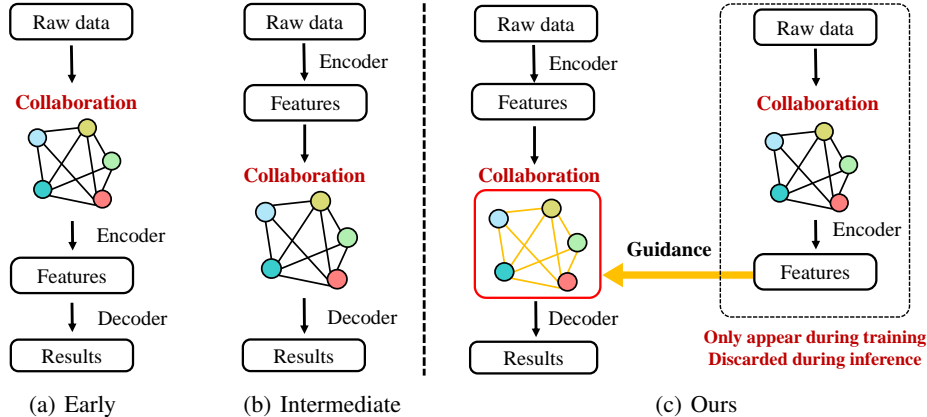 Raw data
Collaboration
Encoder
Features
Decoder
Results
(a) Early
Raw data
Encoder
Features
Collaboration
Decoder
Results
(b) Intermediate
Raw data
Encoder
Features
Collaboration
Decoder
Results
Guidance
Raw data
Collaboration
Encoder
Features
Only appear during training
Discarded during inference
(c) Ours